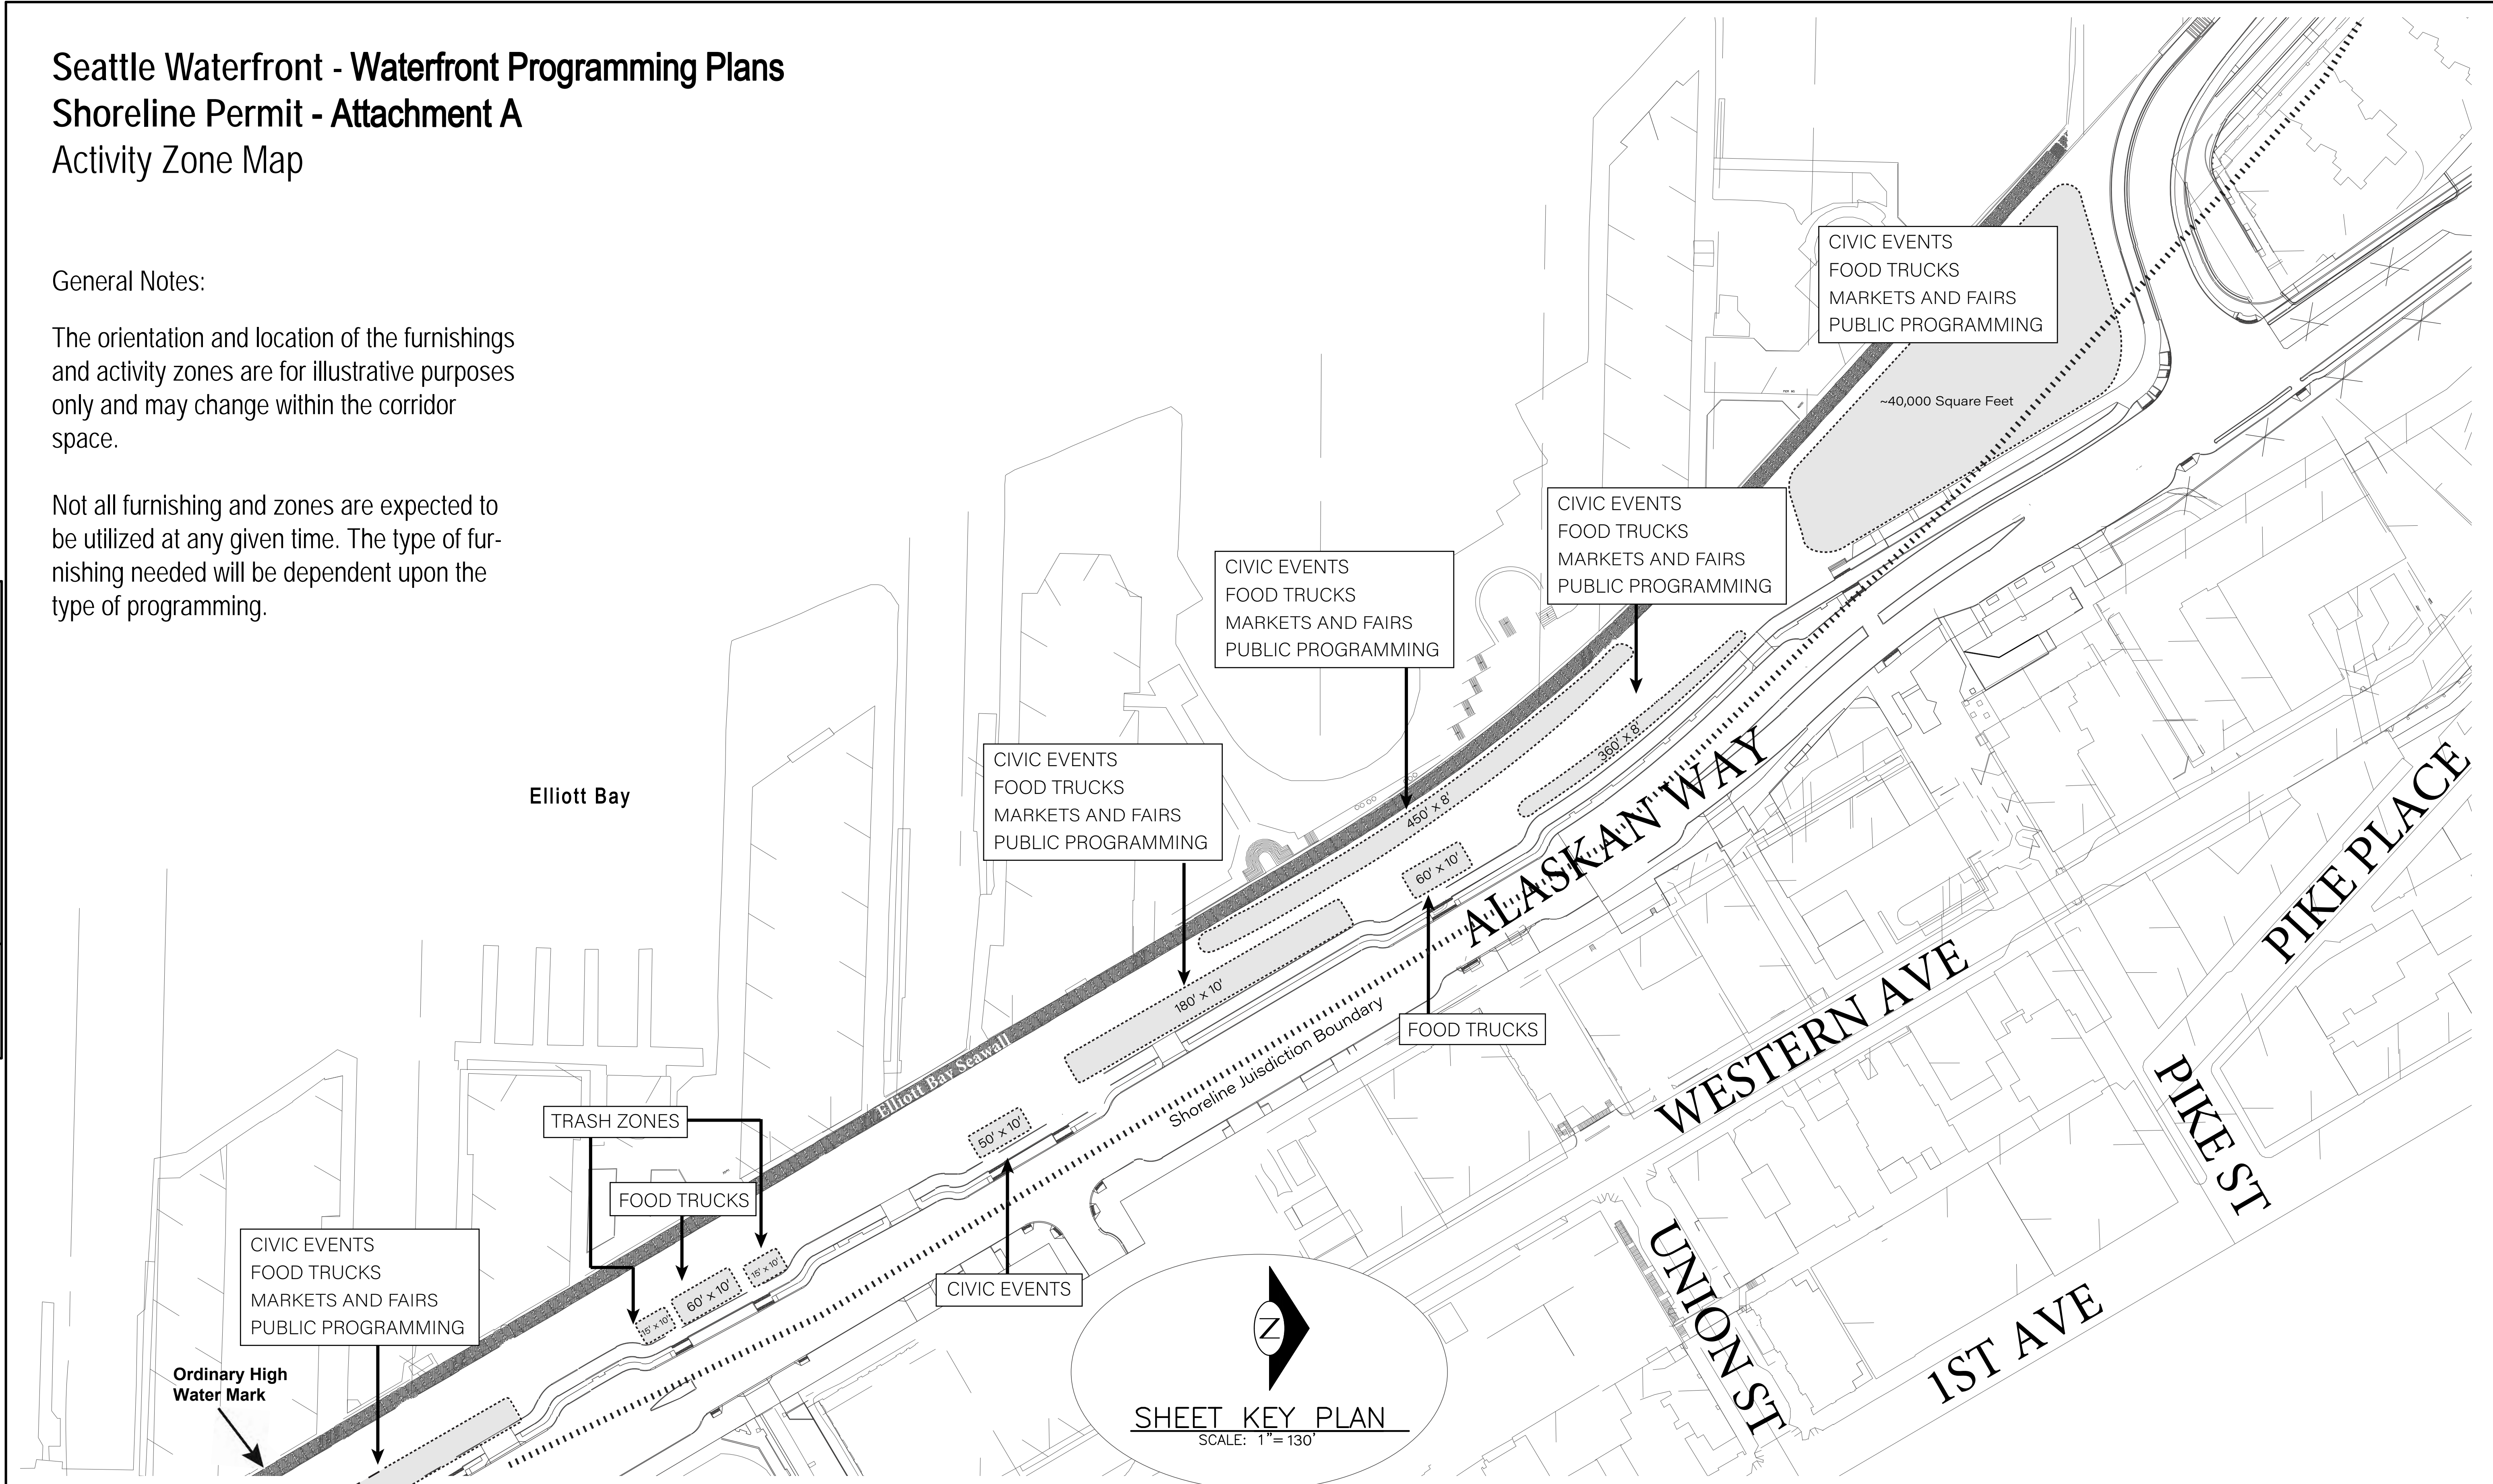 Seattle Waterfront - Waterfront Programming Plans
Shoreline Permit - Attachment A
Activity Zone Map
General Notes:
The orientation and location of the furnishings
and activity zones are for illustrative purposes
only and may change within the corridor
space.
Not all furnishing and zones are expected to
be utilized at any given time. The type of fur-
nishing needed will be dependent upon the
type of programming.
CIVIC EVENTS
FOOD TRUCKS
MARKETS AND FAIRS
PUBLIC PROGRAMMING
~40,000 Square Feet
CIVIC EVENTS
FOOD TRUCKS
MARKETS AND FAIRS
PUBLIC PROGRAMMING
360' x 8'
CIVIC EVENTS
FOOD TRUCKS
MARKETS AND FAIRS
PUBLIC PROGRAMMING
450' x 8'
CIVIC EVENTS
FOOD TRUCKS
MARKETS AND FAIRS
PUBLIC PROGRAMMING
180' x 10'
60' x 10'
FOOD TRUCKS
Elliott Bay
ALASKAN WAY
PIKE PLACE
WESTERN AVE
PIKE ST
UNION ST
1ST AVE
Elliott Bay Seawall
Shoreline Juisdiction Boundary
50' x 10'
CIVIC EVENTS
TRASH ZONES
FOOD TRUCKS
15' x 10'
60' x 10'
15' x 10'
CIVIC EVENTS
FOOD TRUCKS
MARKETS AND FAIRS
PUBLIC PROGRAMMING
Ordinary High
Water Mark
N
SHEET KEY PLAN
SCALE: 1"= 130'